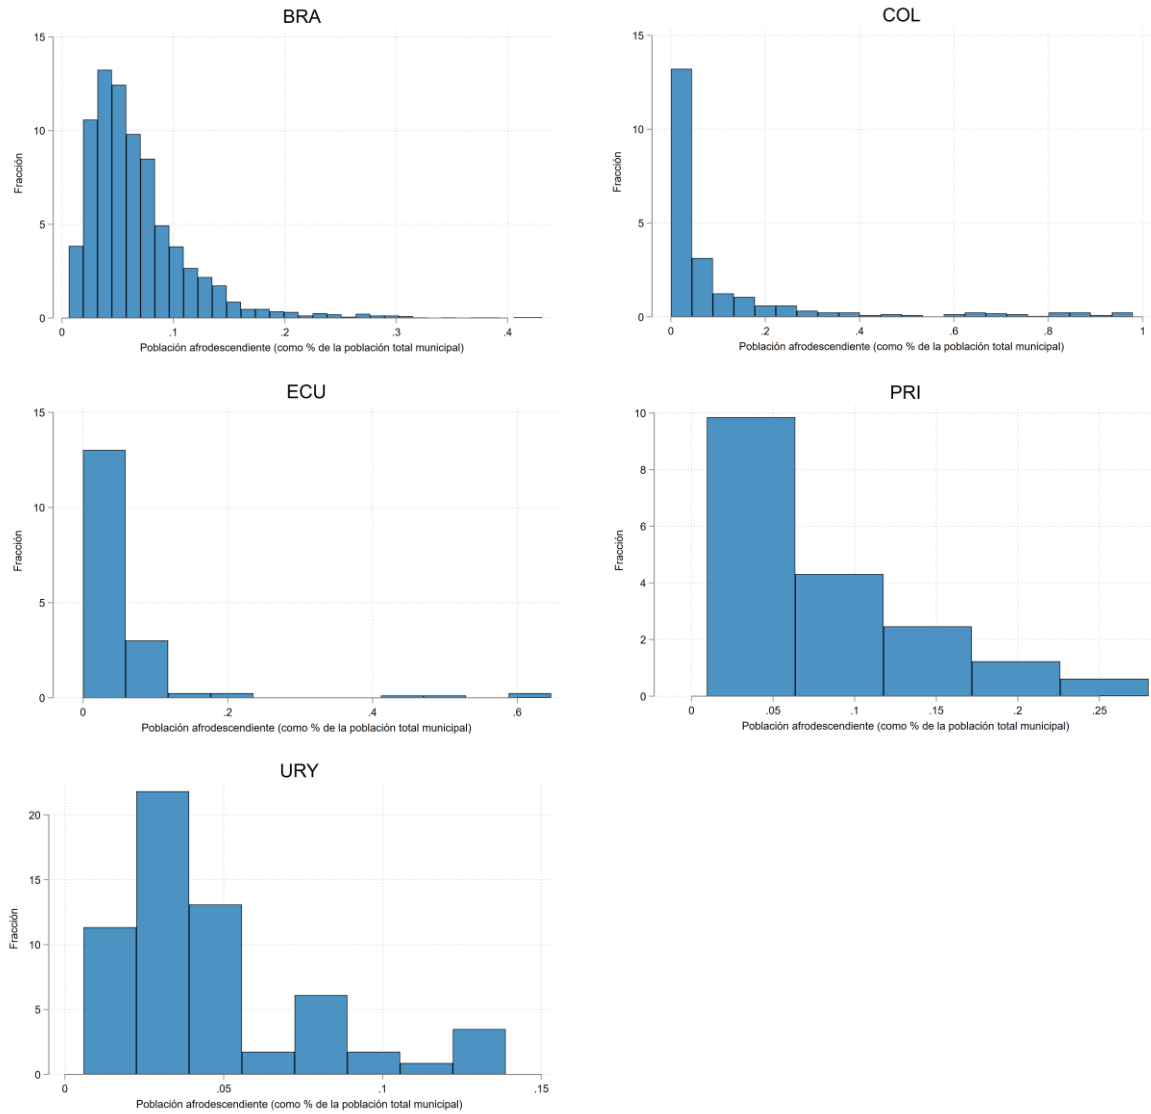 BRA
15
10
5
0
Fracción
0 .1 .2 .3 .4
Población afrodescendiente (como % de la población total municipal)
COL
15
10
5
0
Fracción
0 .2 .4 .6 .8 1
Población afrodescendiente (como % de la población total municipal)
ECU
15
10
5
0
Fracción
0 .2 .4 .6
Población afrodescendiente (como % de la población total municipal)
PRI
10
8
6
4
2
0
Fracción
0 .05 .1 .15 .2 .25
Población afrodescendiente (como % de la población total municipal)
URY
20
15
10
5
0
Fracción
0 .05 .1 .15
Población afrodescendiente (como % de la población total municipal)